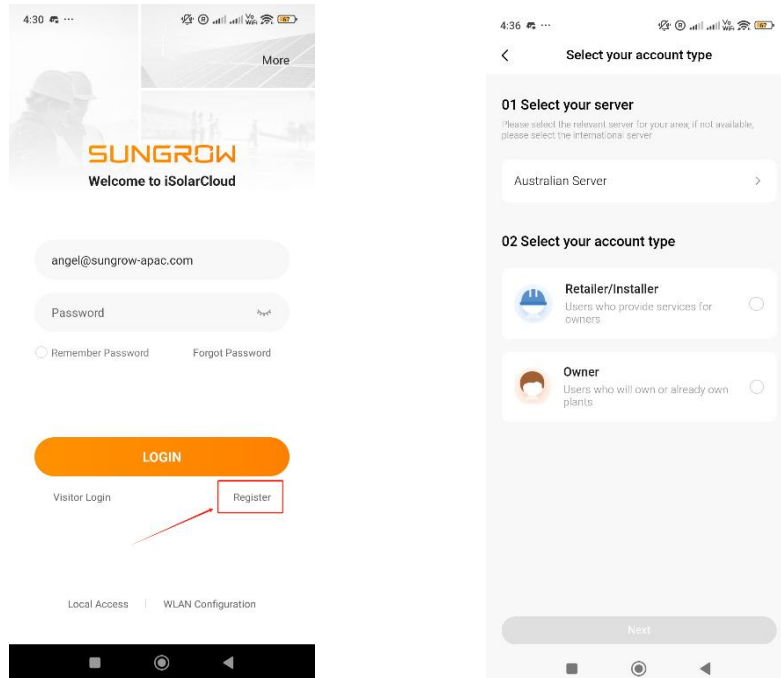 4:30
More
SUNGROW
Welcome to iSolarCloud
angel@sungrow-apac.com
Password
Remember Password Forgot Password
LOGIN
Visitor Login Register
Local Access WLAN Configuration
4:36
Select your account type
01 Select your server
Please select the relevant server for your area; if not available,
please select the international server
Australian Server
02 Select your account type
Retailer/Installer
Users who provide services for
owners
Owner
Users who will own or already own
plants
Next